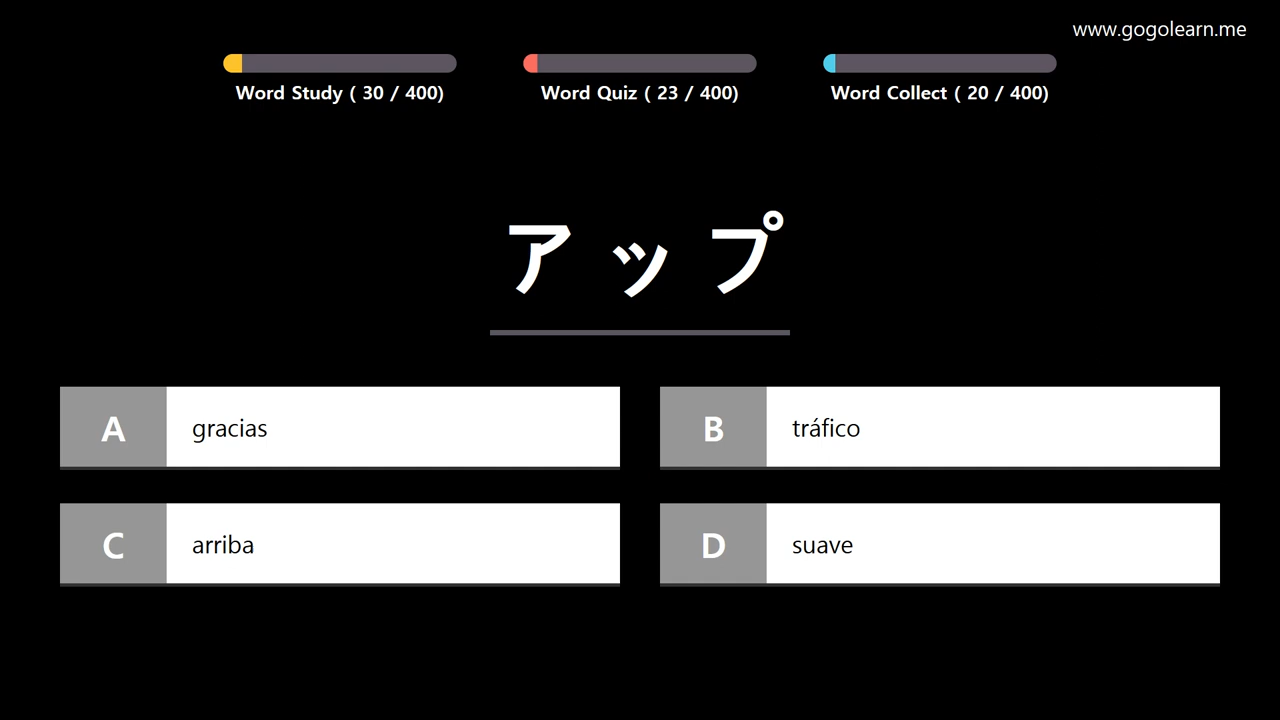 www.gogolearn.me
Word Study ( 30 / 400)
Word Quiz ( 23 / 400)
Word Collect ( 20 / 400)
アップ
A gracias
B tráfico
C arriba
D suave